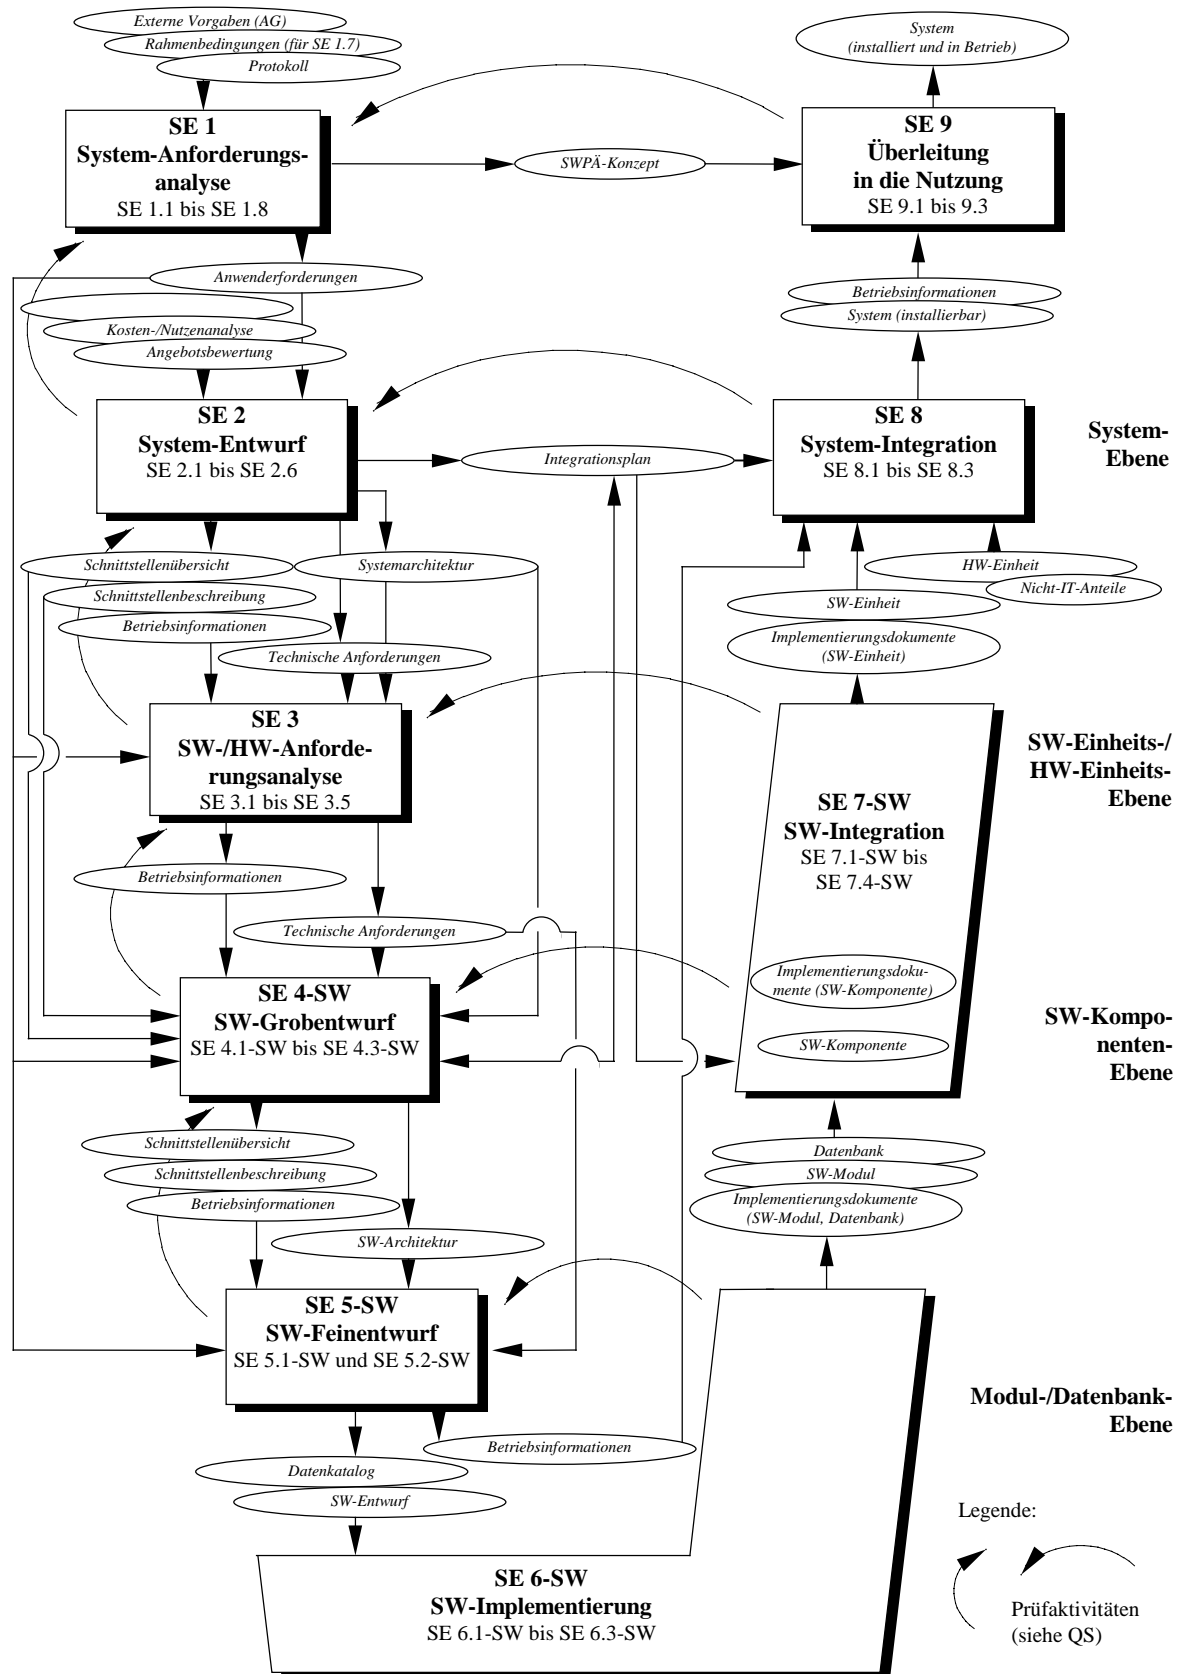 Externe Vorgaben (AG)
Rahmenbedingungen (für SE 1.7)
Protokoll
System
(installiert und in Betrieb)
SE 1
System-Anforderungs-
analyse
SE 1.1 bis SE 1.8
SWPÄ-Konzept
SE 9
Überleitung
in die Nutzung
SE 9.1 bis 9.3
Anwenderforderungen
Kosten-/Nutzenanalyse
Angebotsbewertung
Betriebsinformationen
System (installierbar)
SE 2
System-Entwurf
SE 2.1 bis SE 2.6
Integrationsplan
SE 8
System-Integration
SE 8.1 bis SE 8.3
System-
Ebene
Schnittstellenübersicht
Schnittstellenbeschreibung
Betriebsinformationen
Systemarchitektur
Technische Anforderungen
HW-Einheit
Nicht-IT-Anteile
SW-Einheit
Implementierungsdokumente
(SW-Einheit)
SE 3
SW-/HW-Anforde-
rungsanalyse
SE 3.1 bis SE 3.5
SW-Einheits-/
HW-Einheits-
Ebene
SE 7-SW
SW-Integration
SE 7.1-SW bis
SE 7.4-SW
Betriebsinformationen
Technische Anforderungen
Implementierungsdoku-
mente (SW-Komponente)
SW-Komponente
SE 4-SW
SW-Grobentwurf
SE 4.1-SW bis SE 4.3-SW
SW-Kompo-
nenten-
Ebene
Schnittstellenübersicht
Schnittstellenbeschreibung
Betriebsinformationen
SW-Architektur
Datenbank
SW-Modul
Implementierungsdokumente
(SW-Modul, Datenbank)
SE 5-SW
SW-Feinentwurf
SE 5.1-SW und SE 5.2-SW
Modul-/Datenbank-
Ebene
Betriebsinformationen
Datenkatalog
SW-Entwurf
SE 6-SW
SW-Implementierung
SE 6.1-SW bis SE 6.3-SW
Legende:
Prüfaktivitäten
(siehe QS)